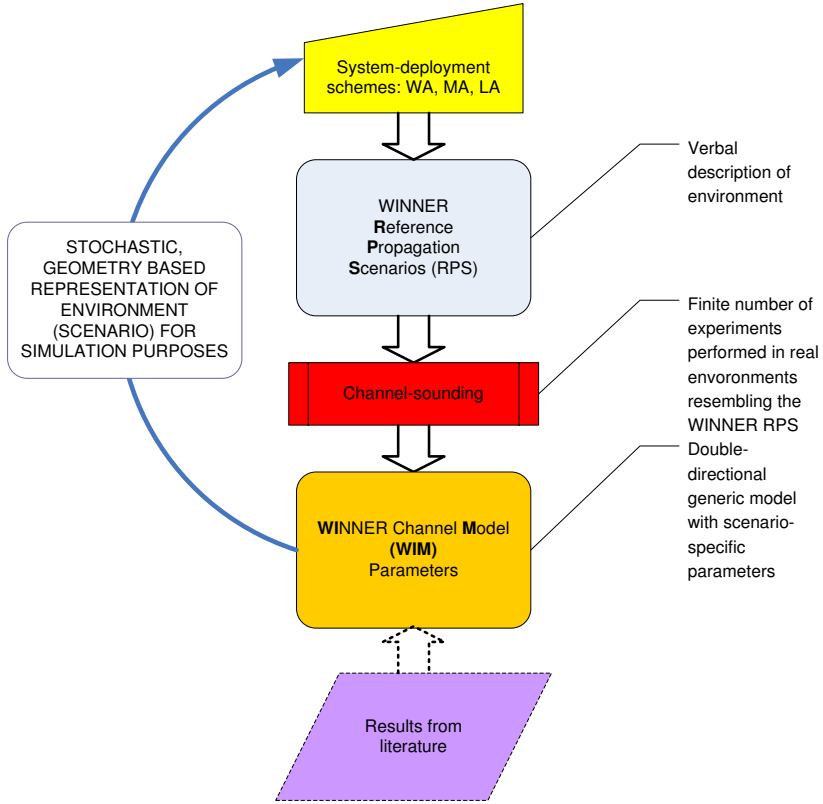 System-deployment
schemes: WA, MA, LA
WINNER
Reference
Propagation
Scenarios (RPS)
Verbal
description of
environment
STOCHASTIC,
GEOMETRY BASED
REPRESENTATION OF
ENVIRONMENT
(SCENARIO) FOR
SIMULATION PURPOSES
Channel-sounding
Finite number of
experiments
performed in real
envoronments
resembling the
WINNER RPS
WINNER Channel Model
(WIM)
Parameters
Double-
directional
generic model
with scenario-
specific
parameters
Results from
literature